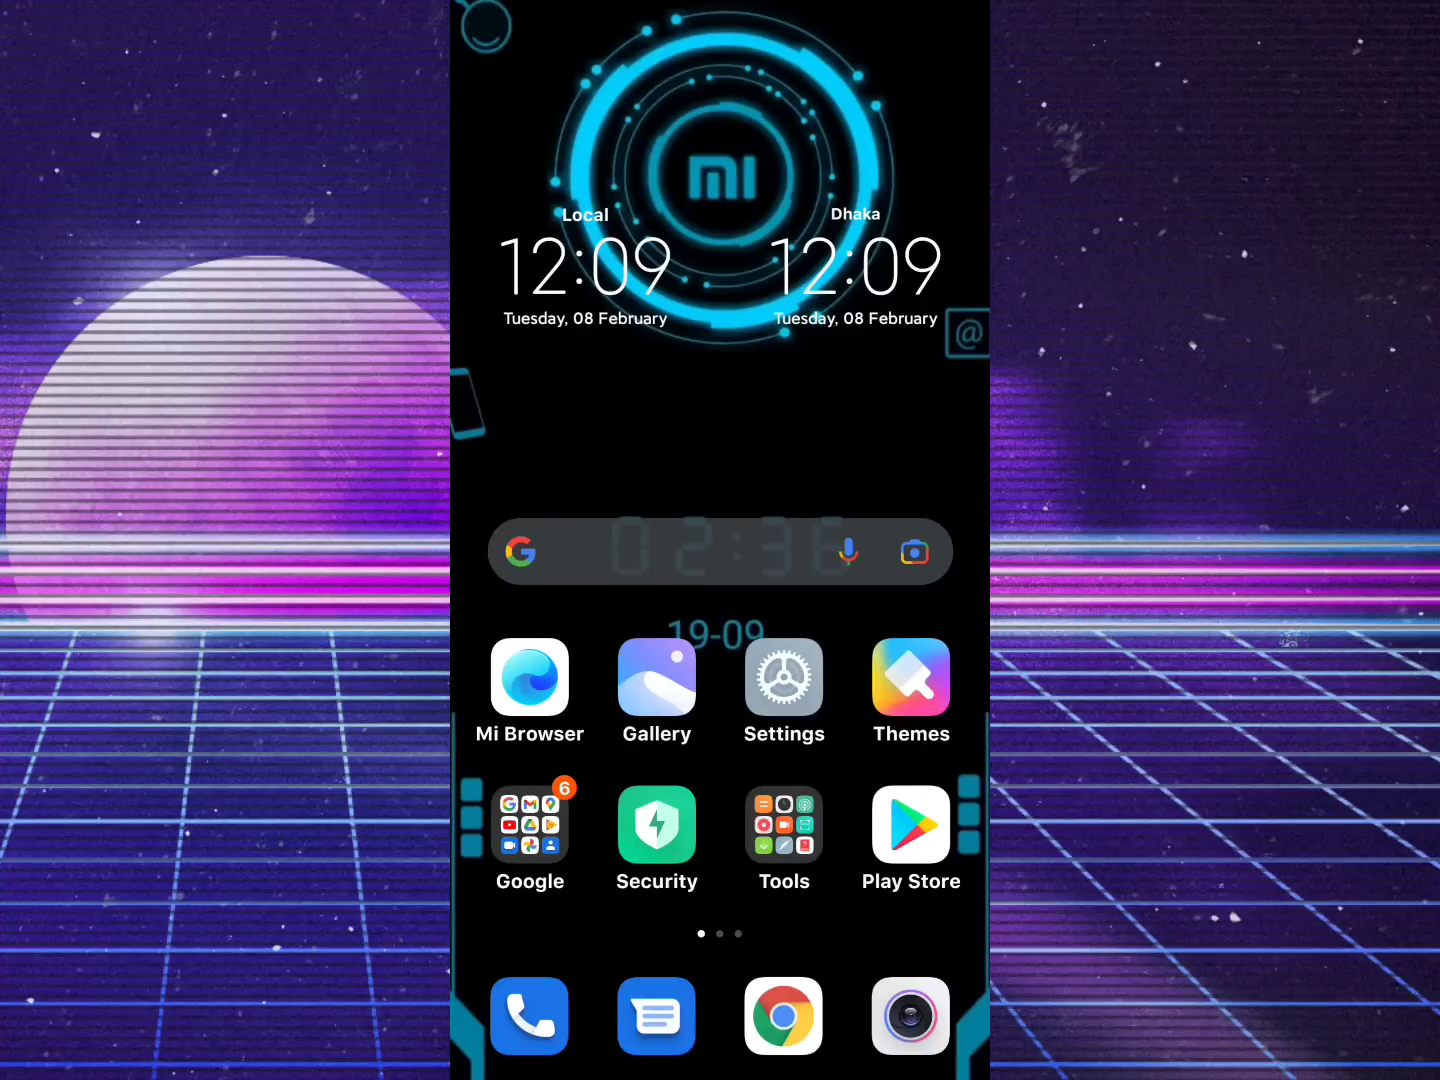 mi
Local
Dhaka
12:09
12:09
Tuesday, 08 February
Tuesday, 08 February
@
02:36
19-09
Mi Browser
Gallery
Settings
Themes
6
Google
Security
Tools
Play Store